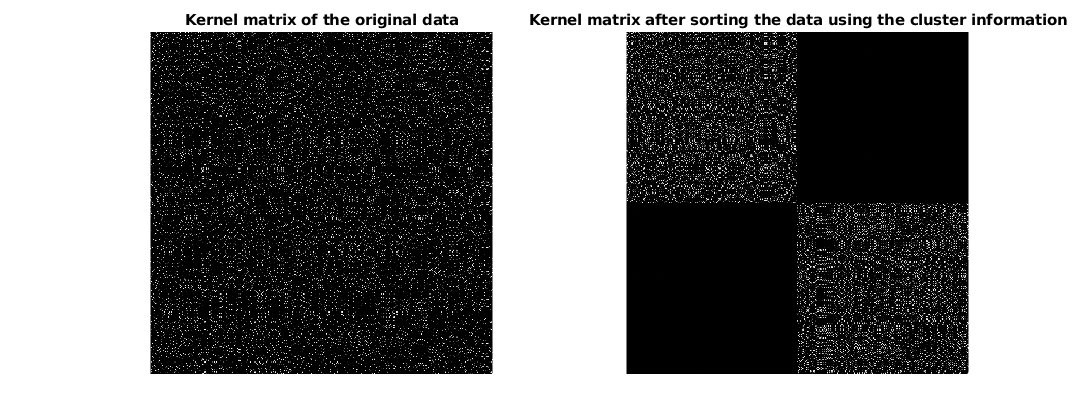 Kernel matrix of the original data
Kernel matrix after sorting the data using the cluster information